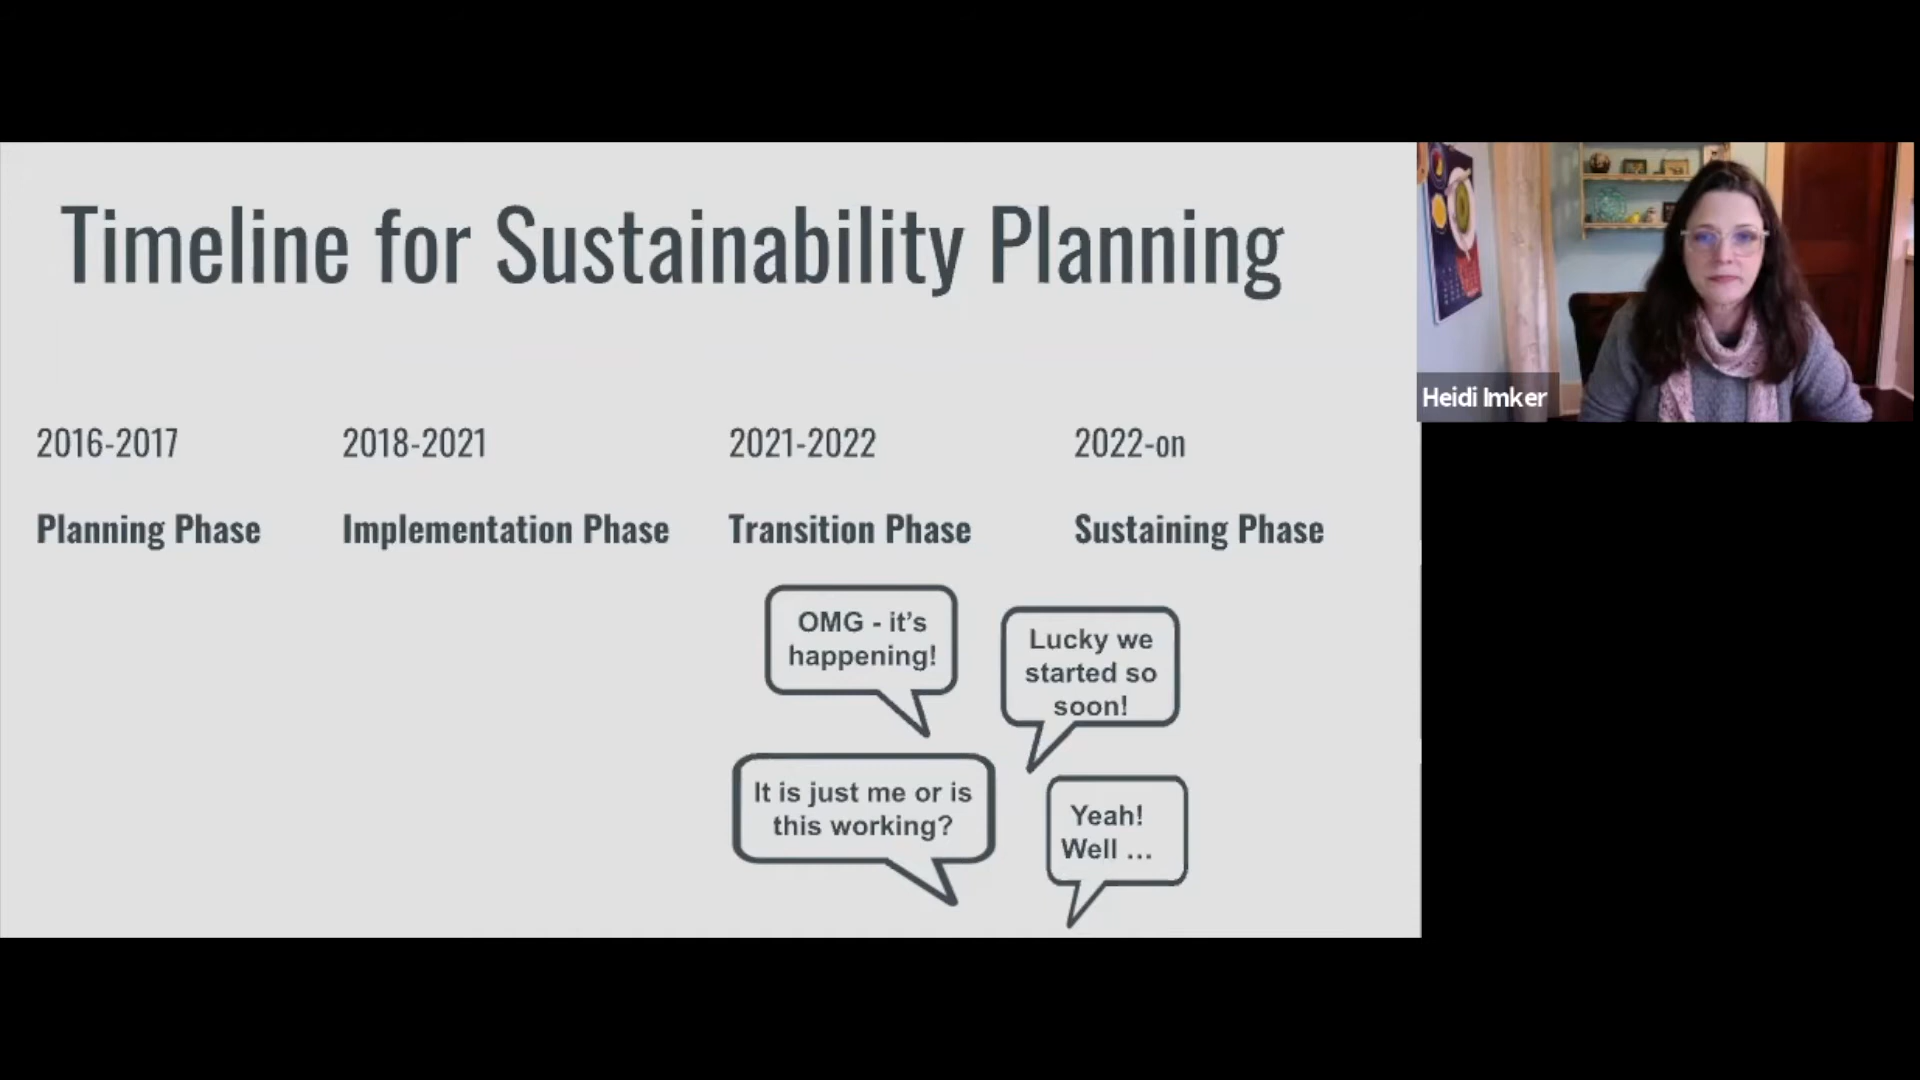 Timeline for Sustainability Planning
Heidi Imker
2016-2017
2018-2021
2021-2022
2022-on
Planning Phase
Implementation Phase
Transition Phase
Sustaining Phase
OMG - it's
happening!
Lucky we
started so
soon!
It is just me or is
this working?
Yeah!
Well ...